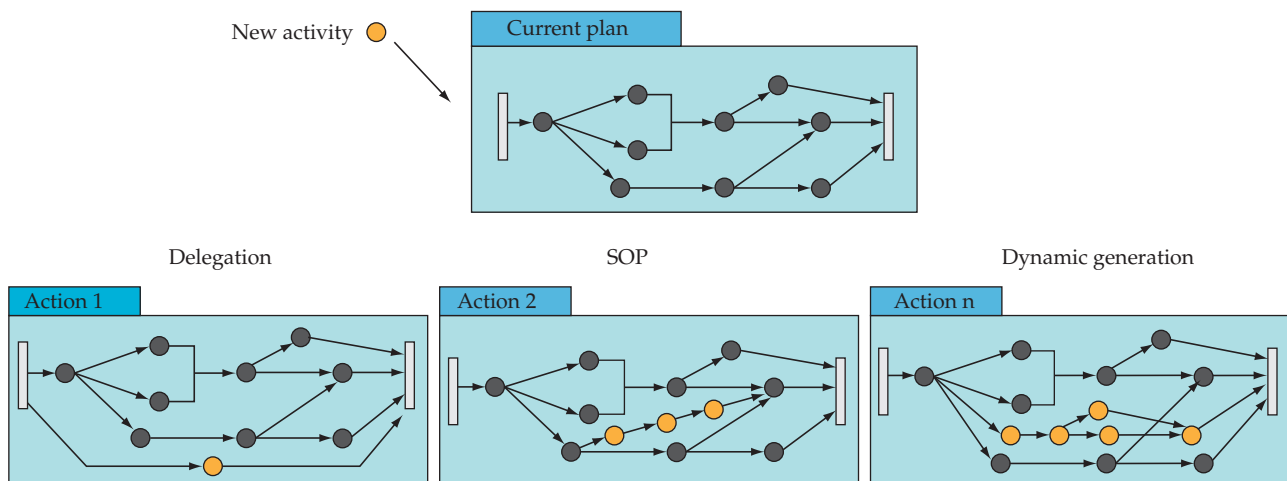 New activity
Current plan
Delegation
SOP
Dynamic generation
Action 1
Action 2
Action n